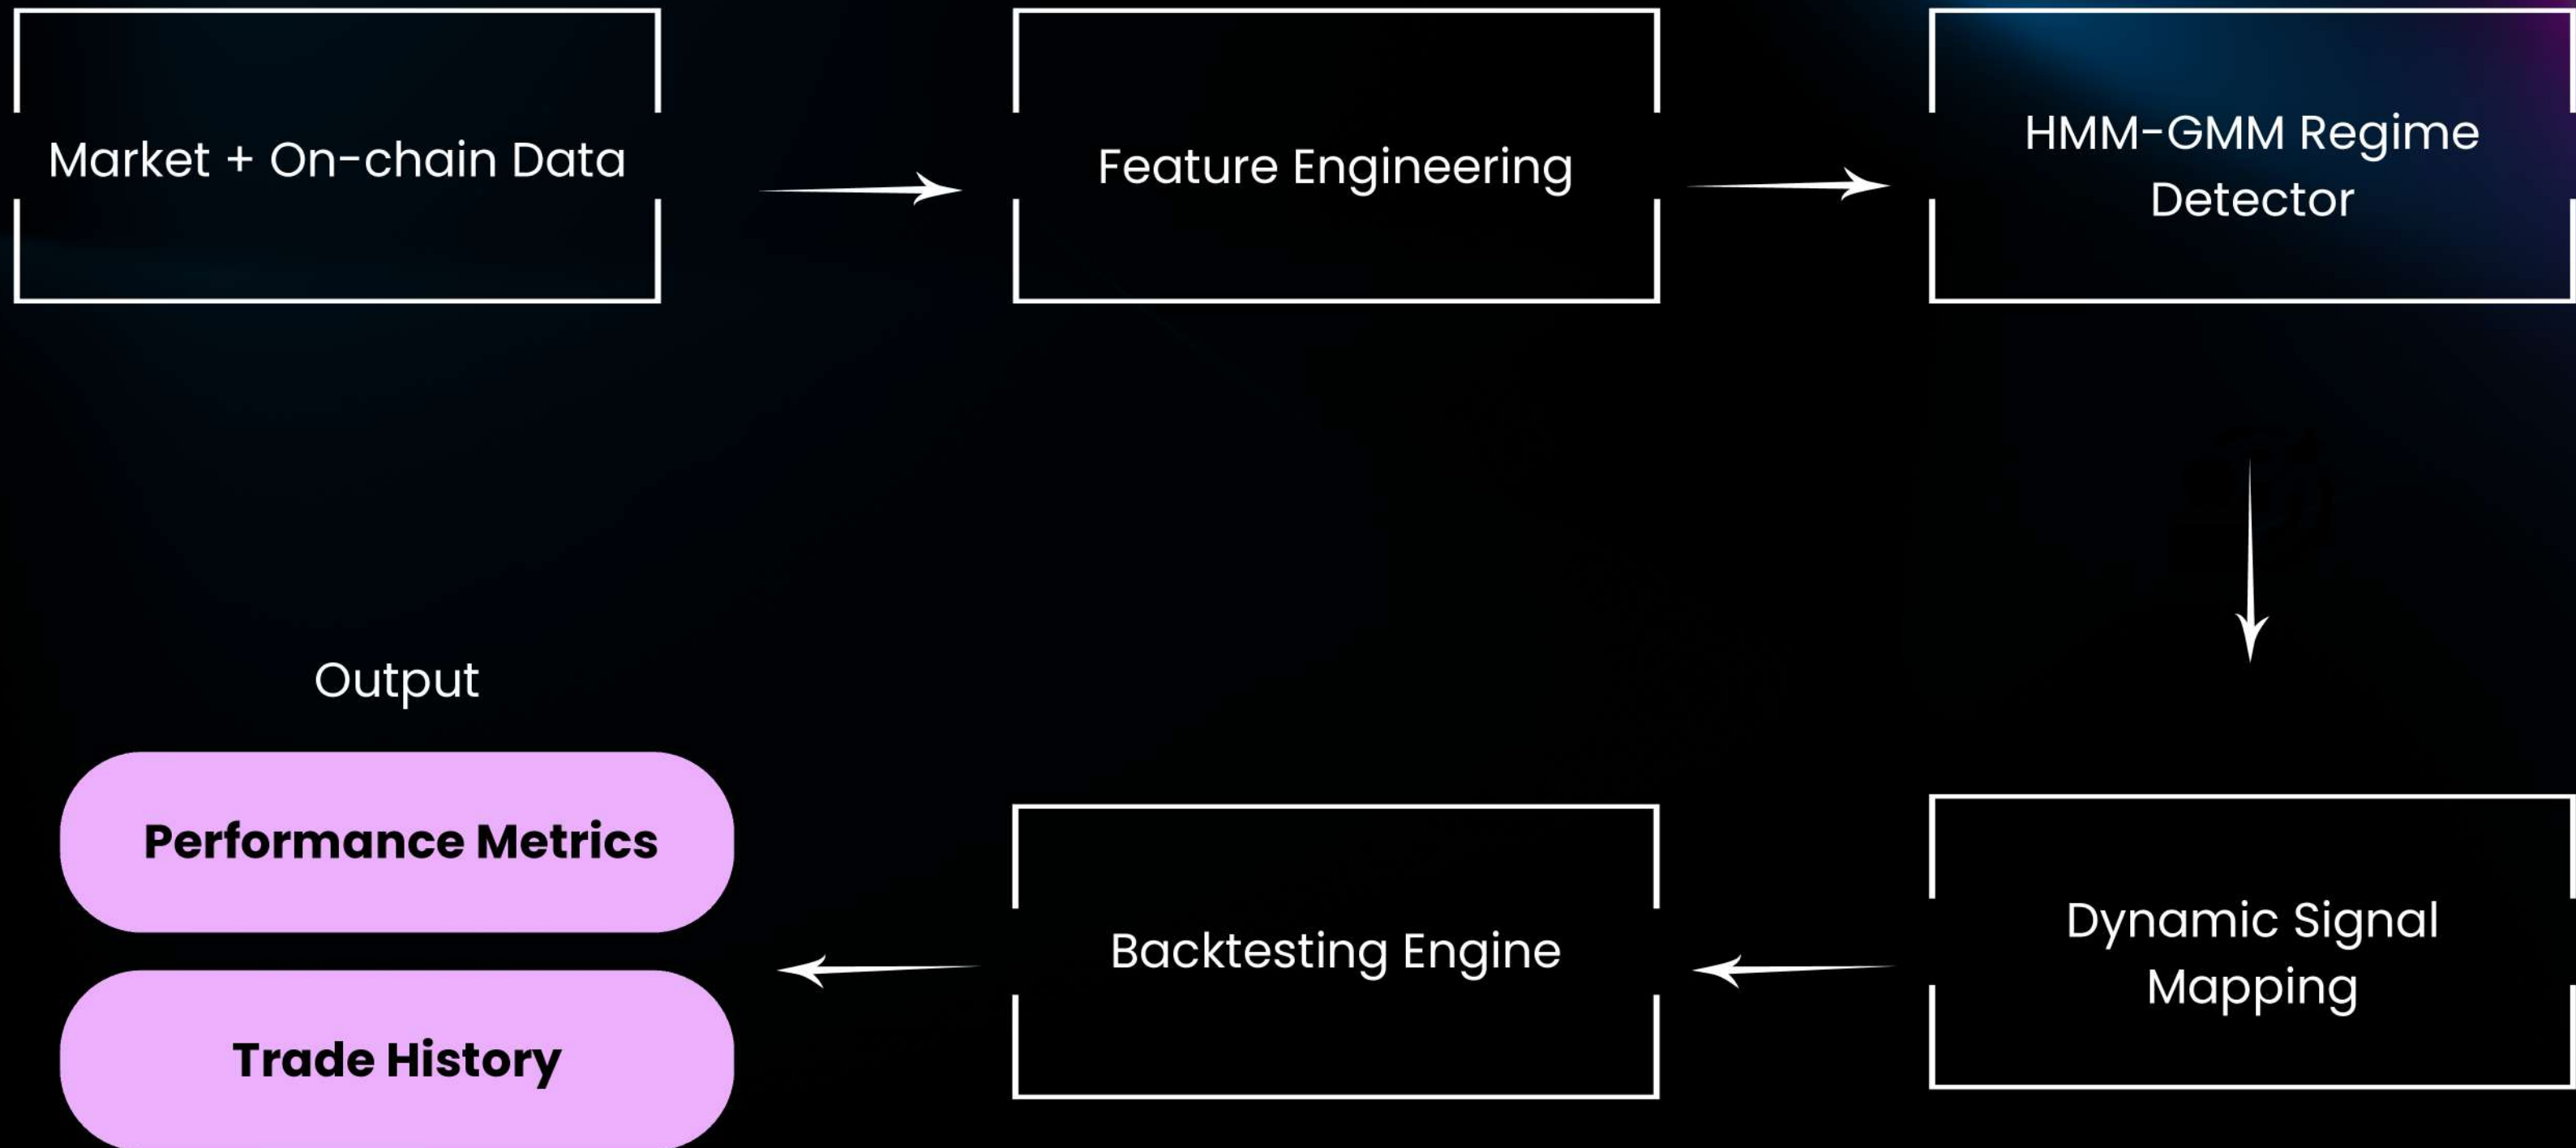 Market + On-chain Data
Feature Engineering
HMM-GMM Regime
Detector
Output
Performance Metrics
Trade History
Backtesting Engine
Dynamic Signal
Mapping